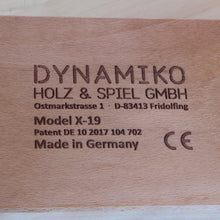 DYNAMIKO
HOLZ & SPIEL GMBH
Ostmarkstrasse 1 · D-83413 Fridolfing
Model X-19
Patent DE 10 2017 104 702
Made in Germany
CE